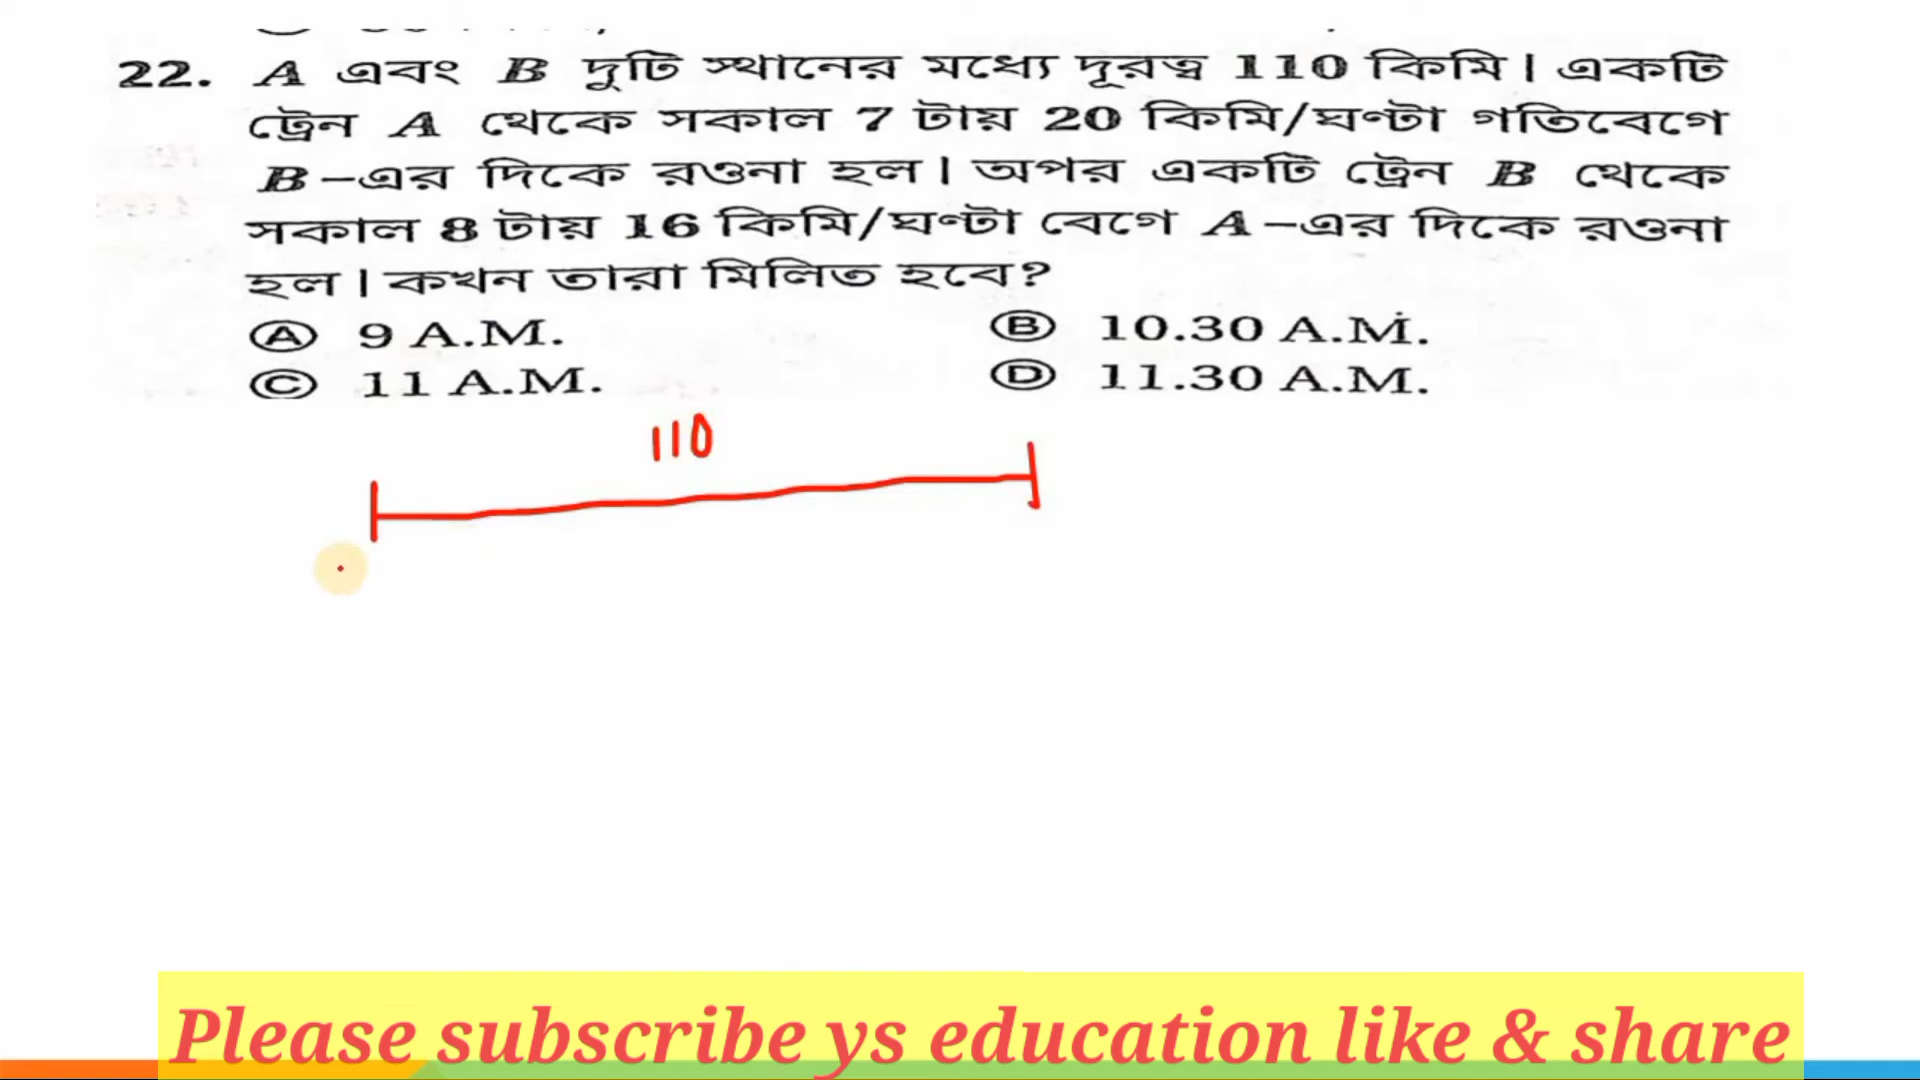 22. A এবং B দুটি স্থানের মধ্যে দূরত্ব 110 কিমি। একটি
ট্রেন A থেকে সকাল 7 টায় 20 কিমি/ঘণ্টা গতিবেগে
B-এর দিকে রওনা হল। অপর একটি ট্রেন B থেকে
সকাল 8 টায় 16 কিমি/ঘণ্টা বেগে A-এর দিকে রওনা
হল। কখন তারা মিলিত হবে?
Ⓐ 9 A.M. Ⓑ 10.30 A.M.
Ⓒ 11 A.M. Ⓓ 11.30 A.M.
110
Please subscribe ys education like & share